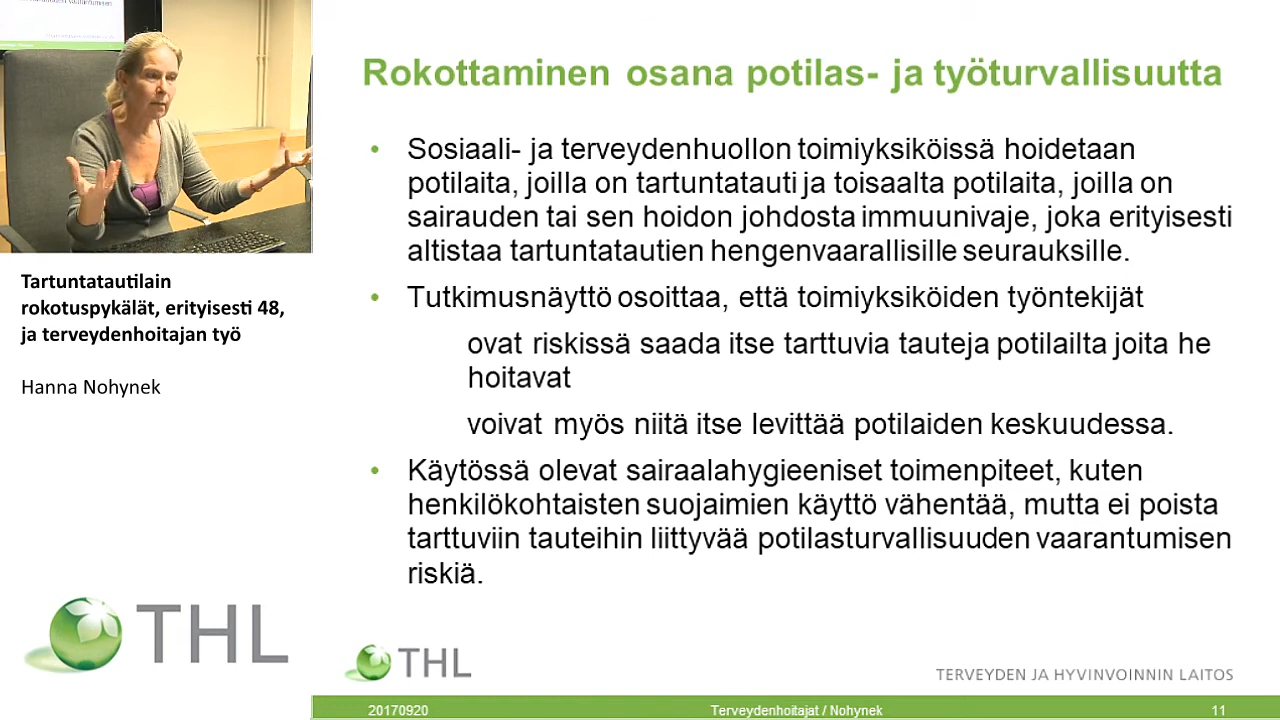 Rokottaminen osana potilas- ja työturvallisuutta
• Sosiaali- ja terveydenhuollon toimiyksiköissä hoidetaan
potilaita, joilla on tartuntatauti ja toisaalta potilaita, joilla on
sairauden tai sen hoidon johdosta immuunivaje, joka erityisesti
altistaa tartuntatautien hengenvaarallisille seurauksille.
• Tutkimusnäyttö osoittaa, että toimiyksiköiden työntekijät
ovat riskissä saada itse tarttuvia tauteja potilailta joita he
hoitavat
voivat myös niitä itse levittää potilaiden keskuudessa.
• Käytössä olevat sairaalahygieeniset toimenpiteet, kuten
henkilökohtaisten suojaimien käyttö vähentää, mutta ei poista
tarttuviin tauteihin liittyvää potilasturvallisuuden vaarantumisen
riskiä.
Tartuntatautilain
rokotuspykälät, erityisesti 48,
ja terveydenhoitajan työ
Hanna Nohynek
THL
THL
TERVEYDEN JA HYVINVOINNIN LAITOS
20170920 Terveydenhoitajat / Nohynek 11